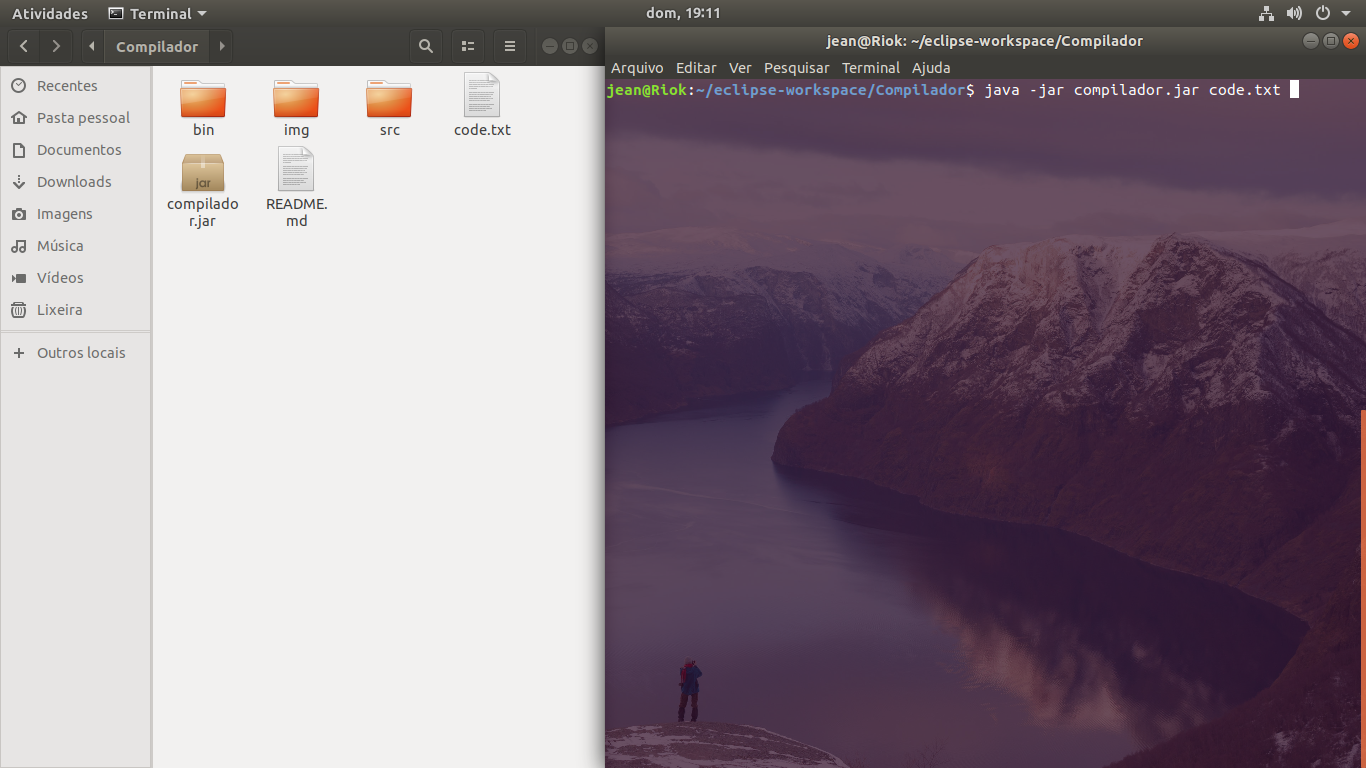 Atividades
Terminal
dom, 19:11
Compilador
Recentes
Pasta pessoal
Documentos
Downloads
Imagens
Música
Vídeos
Lixeira
Outros locais
bin
img
src
code.txt
jar
compilado
r.jar
README.
md
jean@Riok: ~/eclipse-workspace/Compilador
Arquivo Editar Ver Pesquisar Terminal Ajuda
jean@Riok:~/eclipse-workspace/Compilador$ java -jar compilador.jar code.txt